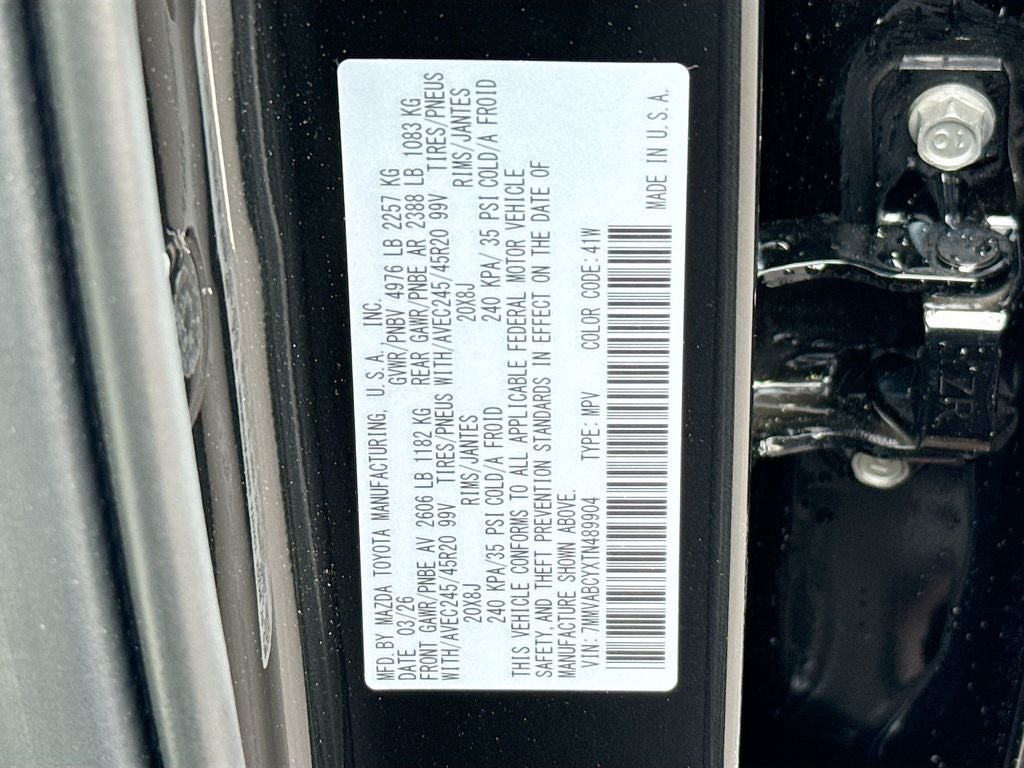 MFD BY MAZDA TOYOTA MANUFACTURING, U.S.A, INC.
DATE 03/26 GVWR/PNBV 4976 LB 2257 KG
FRONT GAWR/PNBE AV 2606 LB 1182 KG REAR GAWR/PNBE AR 2388 LB 1083 KG
WITH/AVEC245/45R20 99V TIRES/PNEUS WITH/AVEC245/45R20 99V TIRES/PNEUS
20X8J RIMS/JANTES 20X8J RIMS/JANTES
240 KPA/35 PSI COLD/A FROID 240 KPA/ 35 PSI COLD/A FROID
THIS VEHICLE CONFORMS TO ALL APPLICABLE FEDERAL MOTOR VEHICLE
SAFETY, AND THEFT PREVENTION STANDARDS IN EFFECT ON THE DATE OF
MANUFACTURE SHOWN ABOVE.
VIN: 7MMVABCYXTN489904 TYPE: MPV COLOR CODE: 41W
MADE IN U.S.A.
ZR